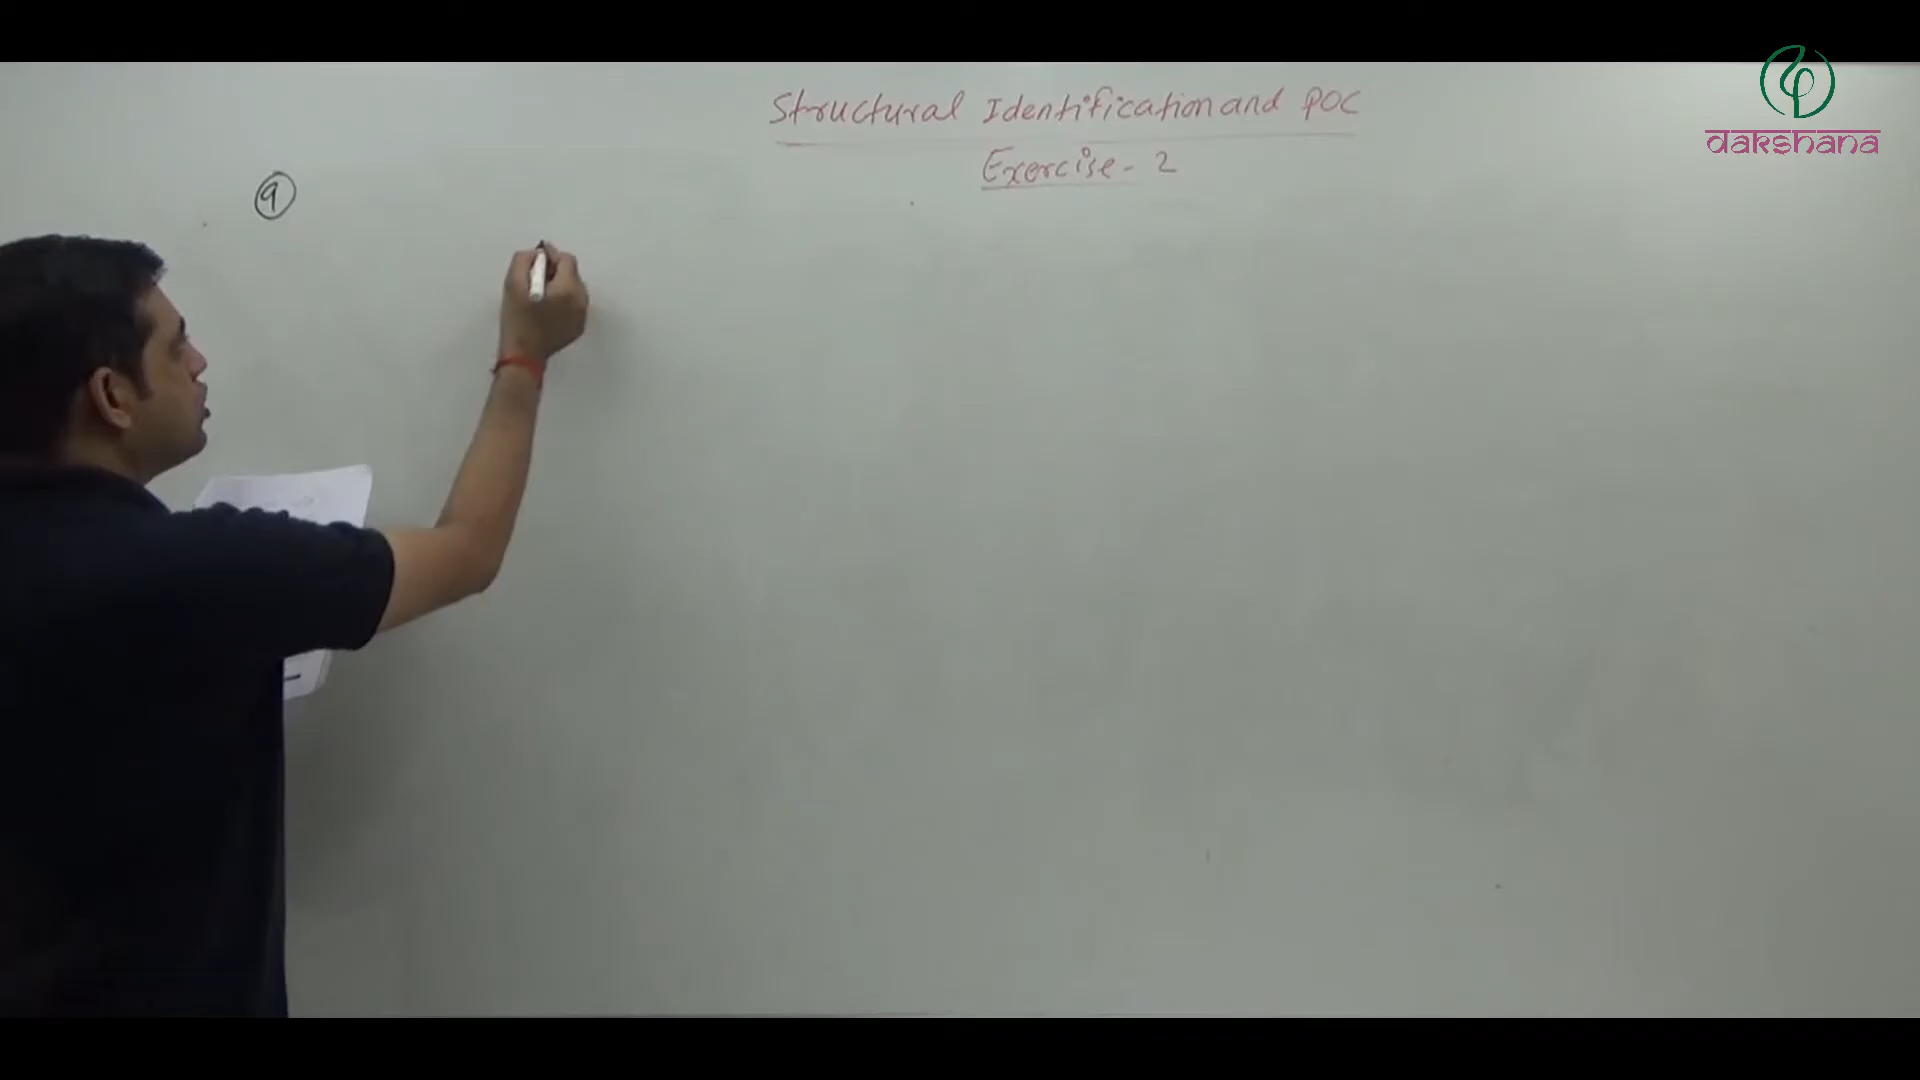 Structural Identification and POC
Exercise - 2
9
dakshana